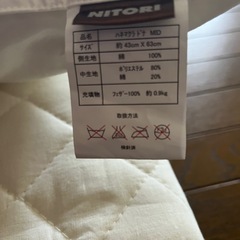 NITORI
品名
サイズ 約 43cm×63cm
側生地 綿 100%
中生地 ポリエステル 80%
綿 20%
充填物 フェザー100% 約0.9kg
取扱方法